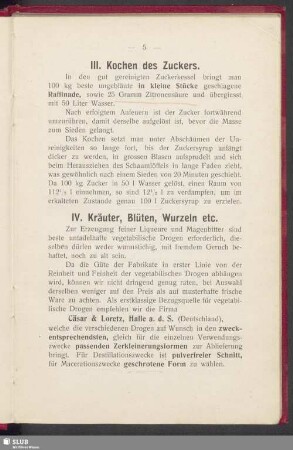 — 5 —
III. Kochen des Zuckers.
In den gut gereinigten Zuckerkessel bringt man
100 kg beste ungebläute in kleine Stücke geschlagene
Raffinade, sowie 25 Gramm Zitronensäure und übergiesst
mit 50 Liter Wasser.
Nach erfolgtem Anfeuern ist der Zucker fortwährend
umzurühren, damit derselbe aufgelöst ist, bevor die Masse
zum Sieden gelangt.
Das Kochen setzt man unter Abschäumen der Un-
reinigkeiten so lange fort, bis der Zuckersyrup anfängt
dicker zu werden, in grossen Blasen aufsprudelt und sich
beim Herausziehen des Schaumlöffels in lange Fäden zieht,
was gewöhnlich nach einem Sieden von 20 Minuten geschieht.
Da 100 kg Zucker in 50 l Wasser gelöst, einen Raum von
112½ l einnehmen, so sind 12½ l zu verdampfen, um im
erkalteten Zustande genau 100 l Zuckersyrup zu erzielen.
IV. Kräuter, Blüten, Wurzeln etc.
Zur Erzeugung feiner Liqueure und Magenbitter sind
beste untadelhafte vegetabilische Drogen erforderlich, die-
selben dürfen weder wurmstichig, mit fremdem Geruch be-
haftet, noch zu alt sein.
Da die Güte der Fabrikate in erster Linie von der
Reinheit und Feinheit der vegetabilischen Drogen abhängen
wird, können wir nicht dringend genug raten, bei Auswahl
derselben weniger auf den Preis als auf musterhafte frische
Ware zu achten. Als erstklassige Bezugsquelle für vegetabi-
lische Drogen empfehlen wir die Firma
Cäsar & Loretz, Halle a. d. S. (Deutschland),
welche die verschiedenen Drogen auf Wunsch in den zweck-
entsprechendsten, gleich für die einzelnen Verwendungs-
zwecke passenden Zerkleinerungsformen zur Ablieferung
bringt. Für Destillationszwecke ist pulverfreier Schnitt,
für Macerationszwecke geschrotene Form zu wählen.
SLUB
Wir führen Wissen.